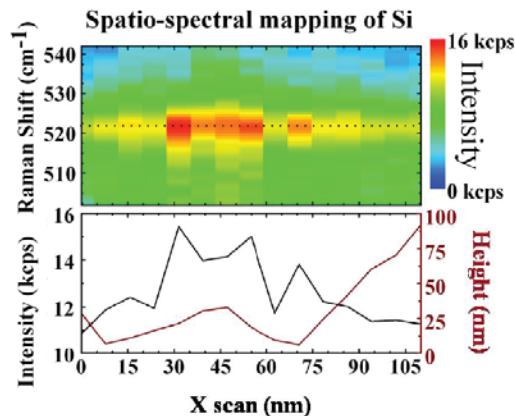 Spatio-spectral mapping of Si
Raman Shift (cm⁻¹)
540
530
520
510
16 kcps
Intensity
0 kcps
Intensity (kcps)
16
14
12
10
100
75
50
25
0
Height
(nm)
0 15 30 45 60 75 90 105
X scan (nm)